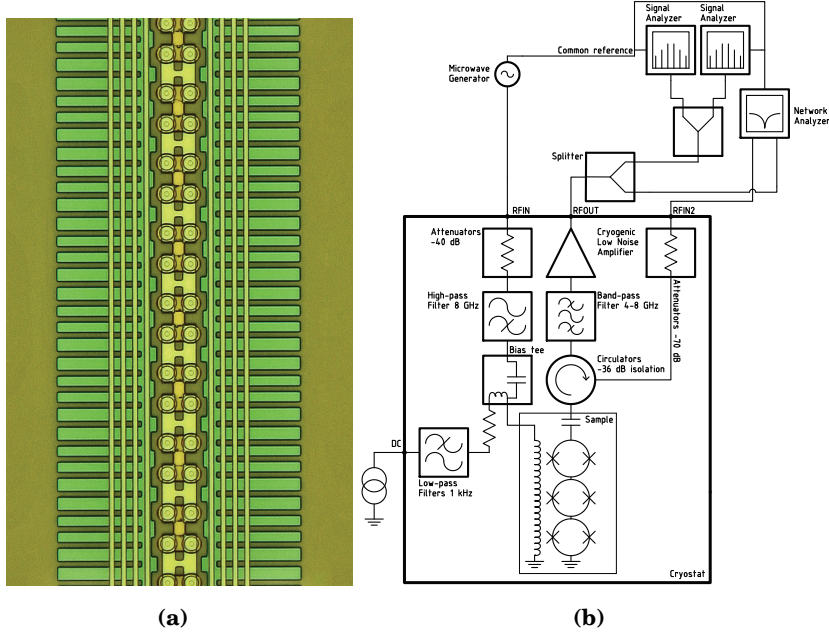 Signal
Analyzer
Signal
Analyzer
Common reference
Microwave
Generator
Network
Analyzer
Splitter
RFIN
RFOUT
RFIN2
Attenuators
-40 dB
Cryogenic
Low Noise
Amplifier
High-pass
Filter 8 GHz
Band-pass
Filter 4-8 GHz
Attenuators -70 dB
Bias tee
Circulators
-36 dB isolation
Sample
DC
Low-pass
Filters 1 kHz
Cryostat
(a)
(b)